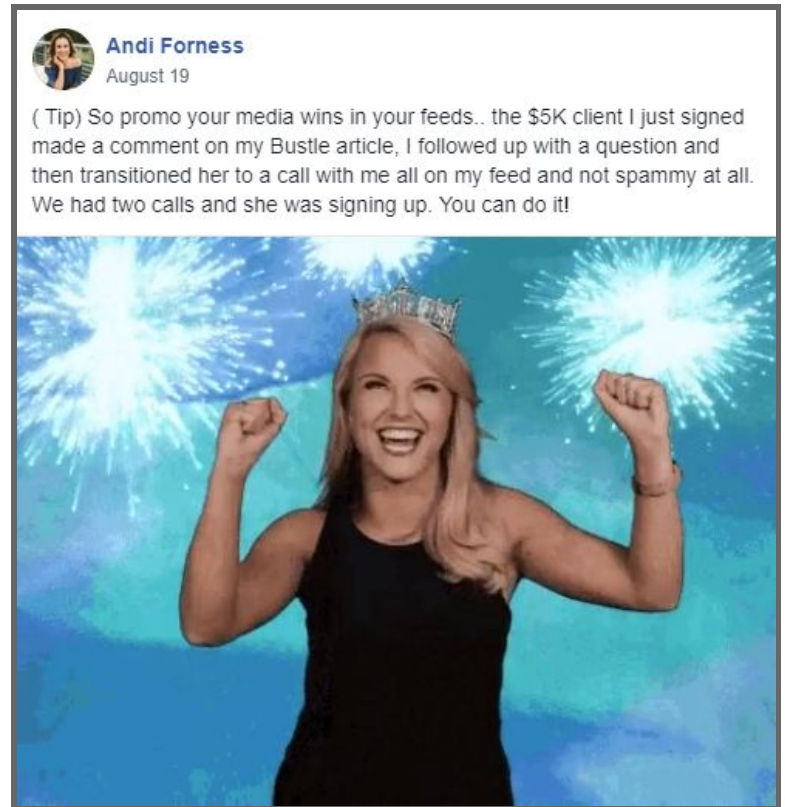 Andi Forness
August 19
( Tip) So promo your media wins in your feeds.. the $5K client I just signed
made a comment on my Bustle article, I followed up with a question and
then transitioned her to a call with me all on my feed and not spammy at all.
We had two calls and she was signing up. You can do it!